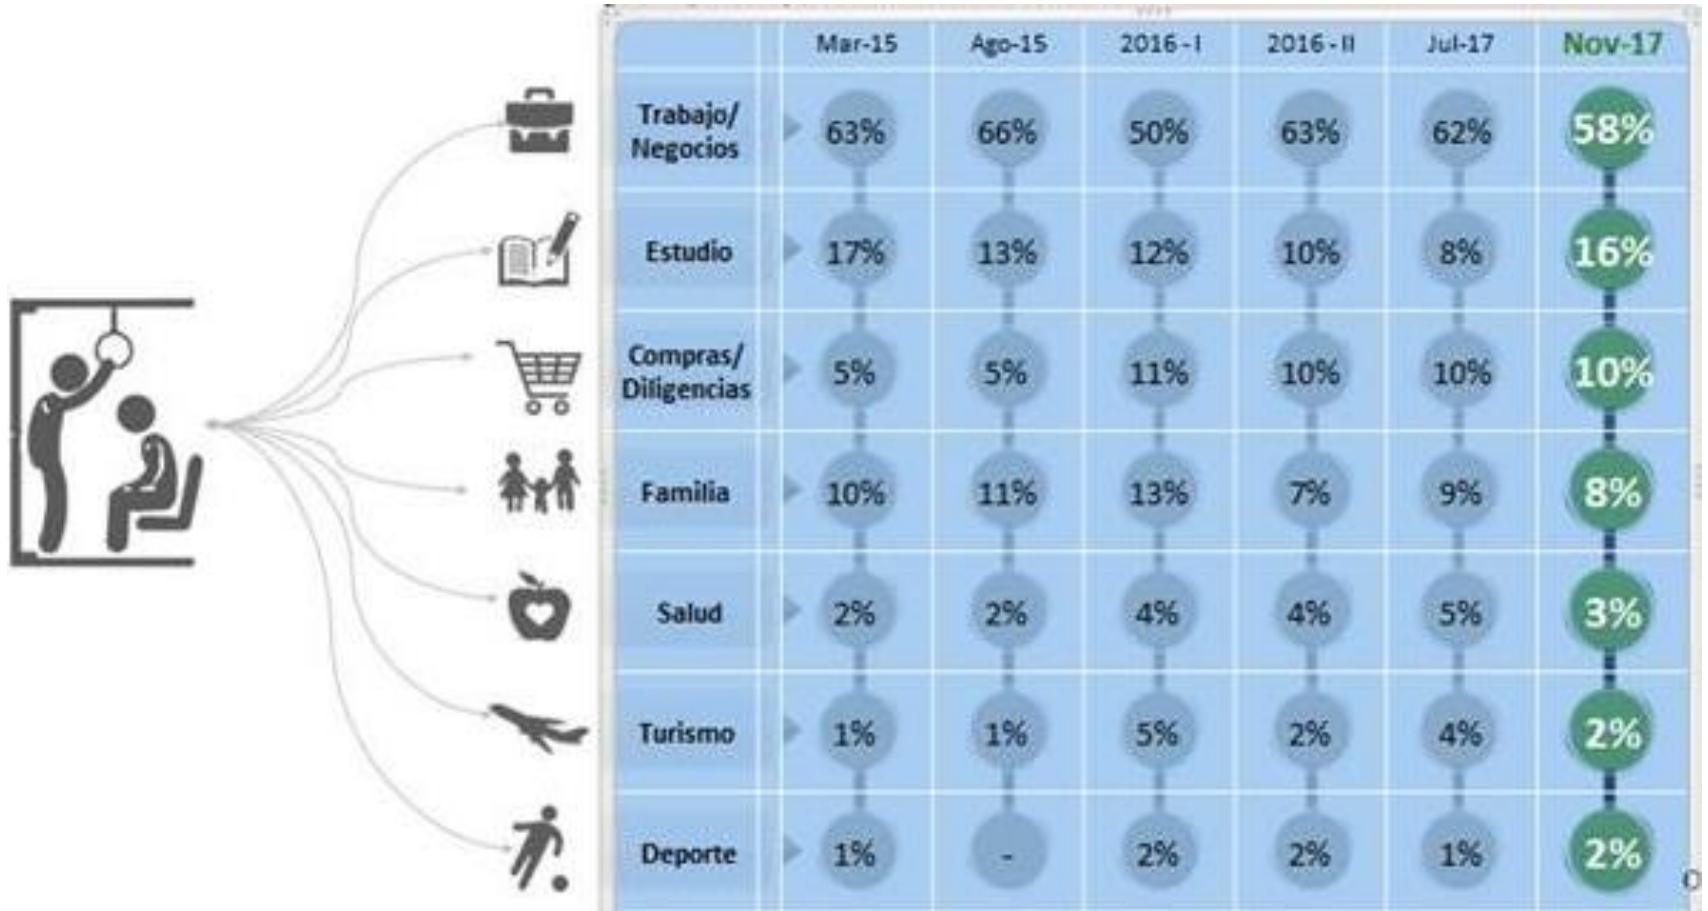 Mar-15 Ago-15 2016 - I 2016 - II Jul-17 Nov-17
Trabajo/
Negocios 63% 66% 50% 63% 62% 58%
Estudio 17% 13% 12% 10% 8% 16%
Compras/
Diligencias 5% 5% 11% 10% 10% 10%
Familia 10% 11% 13% 7% 9% 8%
Salud 2% 2% 4% 4% 5% 3%
Turismo 1% 1% 5% 2% 4% 2%
Deporte 1% - 2% 2% 1% 2%